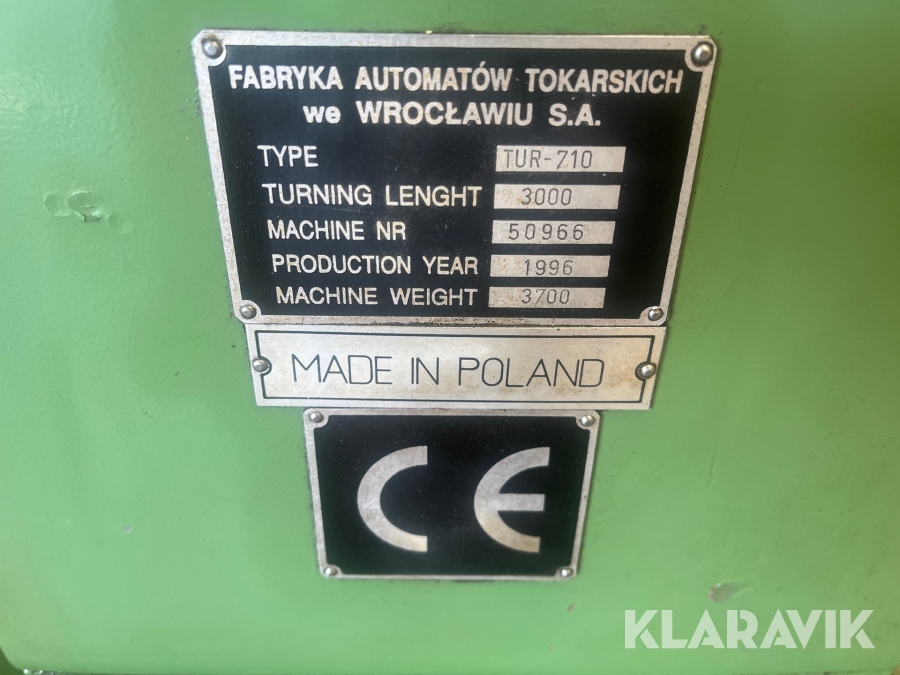 FABRYKA AUTOMATÓW TOKARSKICH
we WROCŁAWIU S.A.
TYPE TUR-710
TURNING LENGHT 3000
MACHINE NR 50966
PRODUCTION YEAR 1996
MACHINE WEIGHT 3700
MADE IN POLAND
CE
KLARAVIK